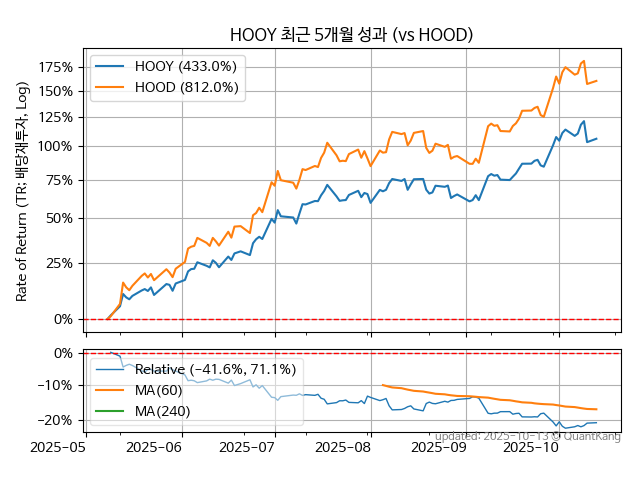 HOOY 최근 5개월 성과 (vs HOOD)
Rate of Return (TR: 배당재투자, Log)
HOOY (433.0%)
HOOD (812.0%)
175%
150%
125%
100%
75%
50%
25%
0%
Relative (−41.6%, 71.1%)
MA(60)
MA(240)
0%
−10%
−20%
2025-05 2025-06 2025-07 2025-08 2025-09 2025-10
updated: 2025-10-13 © QuantKang